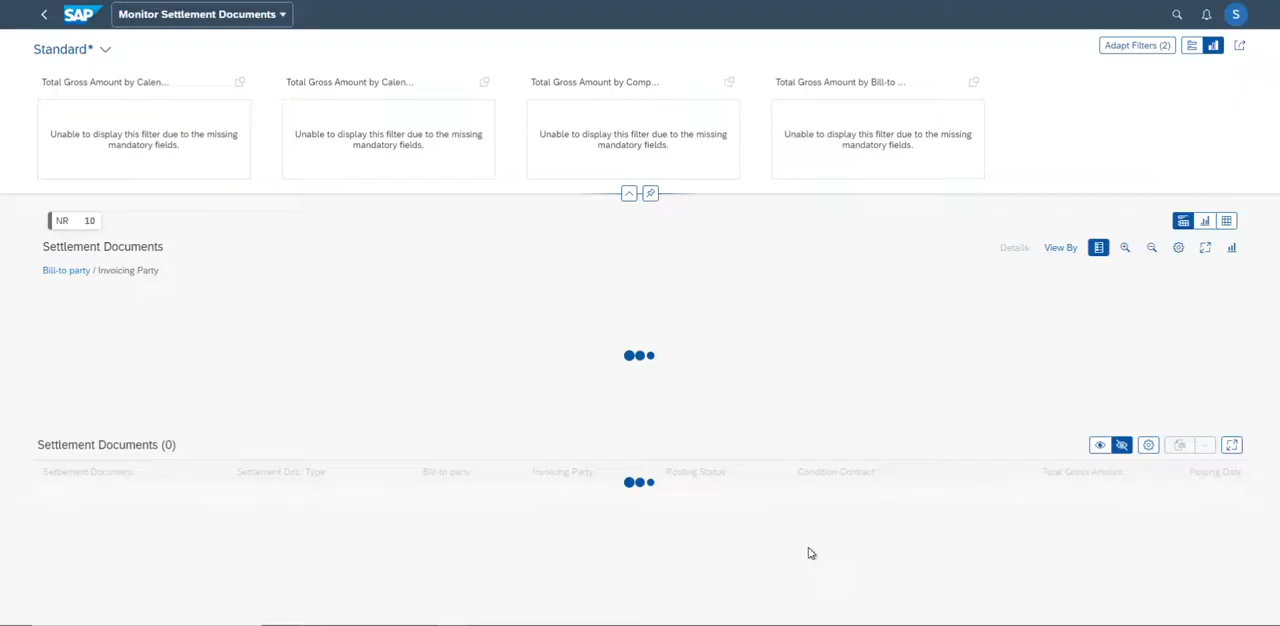 SAP Monitor Settlement Documents S
Standard* Adapt Filters (2)
Total Gross Amount by Calen... Total Gross Amount by Calen... Total Gross Amount by Comp... Total Gross Amount by Bill-to ...
Unable to display this filter due to the missing
mandatory fields.
Unable to display this filter due to the missing
mandatory fields.
Unable to display this filter due to the missing
mandatory fields.
Unable to display this filter due to the missing
mandatory fields.
NR 10
Settlement Documents Details View By
Bill-to party / Invoicing Party
Settlement Documents (0)
Settlement Document Settlement Doc. Type Bill-to party Invoicing Party Posting Status Condition Contract Total Gross Amount Posting Date